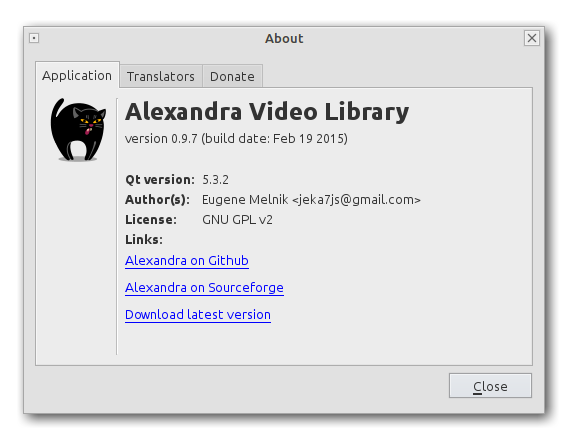 About
Application Translators Donate
Alexandra Video Library
version 0.9.7 (build date: Feb 19 2015)
Qt version: 5.3.2
Author(s): Eugene Melnik <jeka7js@gmail.com>
License: GNU GPL v2
Links:
Alexandra on Github
Alexandra on Sourceforge
Download latest version
Close